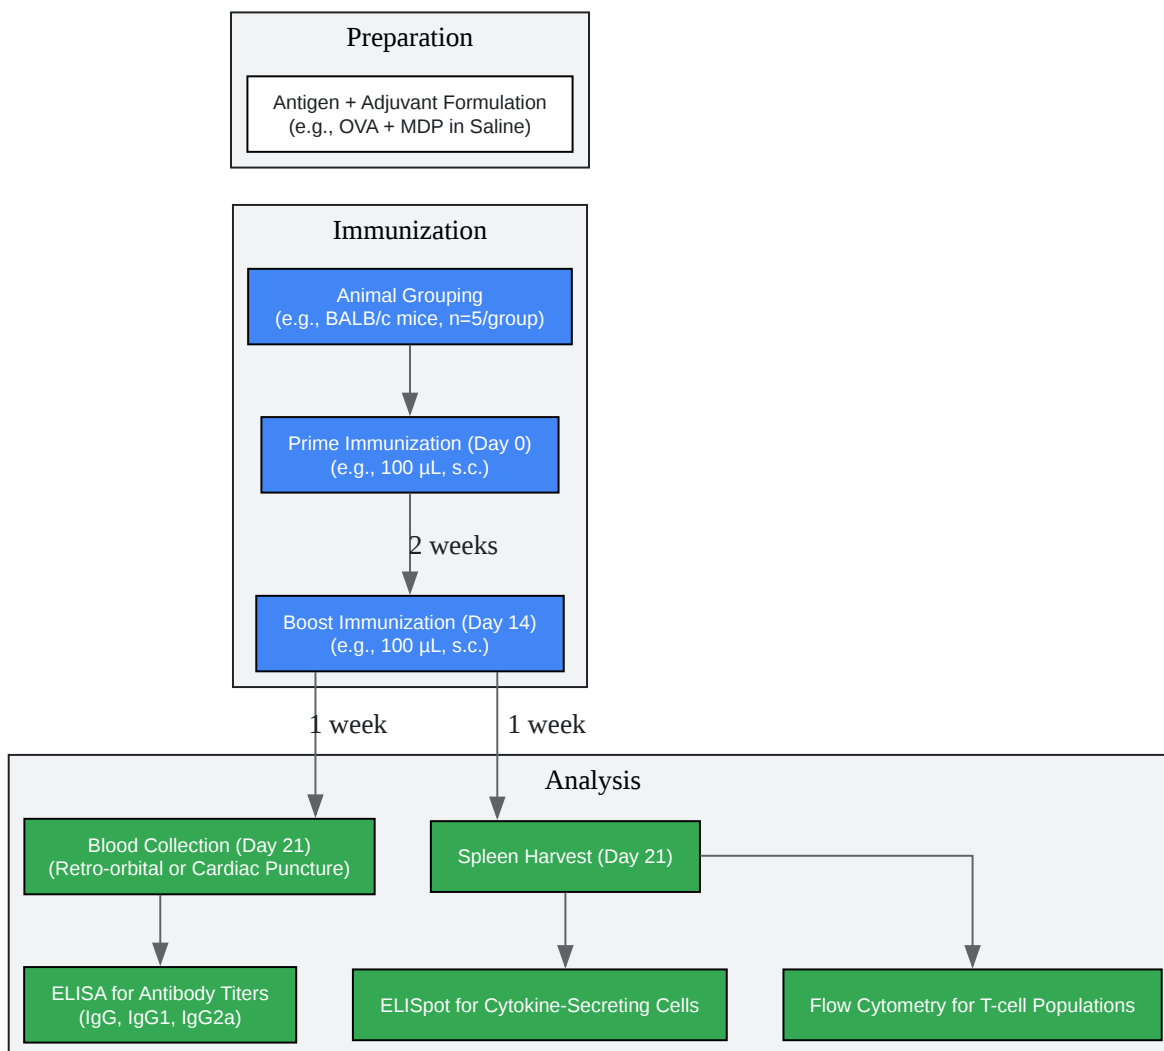 Preparation
Antigen + Adjuvant Formulation
(e.g., OVA + MDP in Saline)
Immunization
Animal Grouping
(e.g., BALB/c mice, n=5/group)
Prime Immunization (Day 0)
(e.g., 100 µL, s.c.)
2 weeks
Boost Immunization (Day 14)
(e.g., 100 µL, s.c.)
1 week
1 week
Analysis
Blood Collection (Day 21)
(Retro-orbital or Cardiac Puncture)
Spleen Harvest (Day 21)
ELISA for Antibody Titers
(IgG, IgG1, IgG2a)
ELISpot for Cytokine-Secreting Cells
Flow Cytometry for T-cell Populations